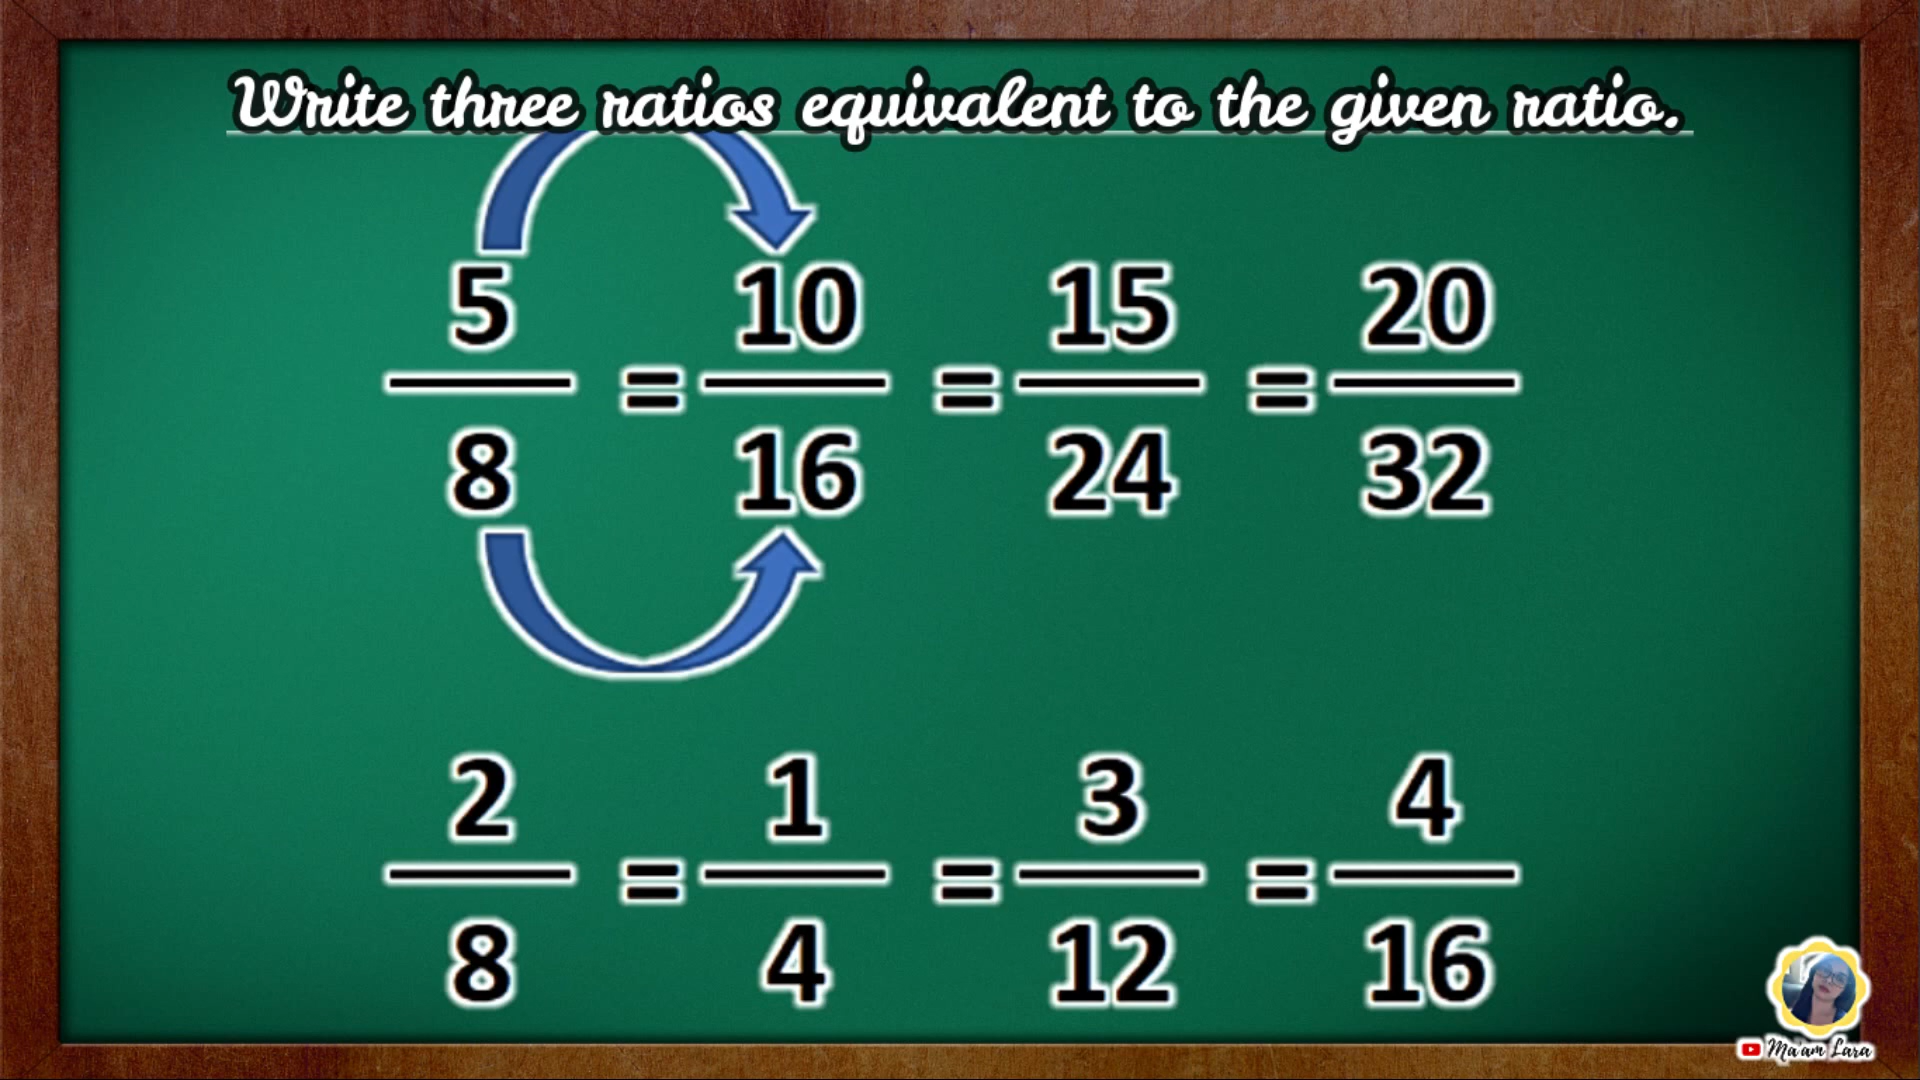 Write three ratios equivalent to the given ratio.
5/8 = 10/16 = 15/24 = 20/32
2/8 = 1/4 = 3/12 = 4/16
Ma'am Lara